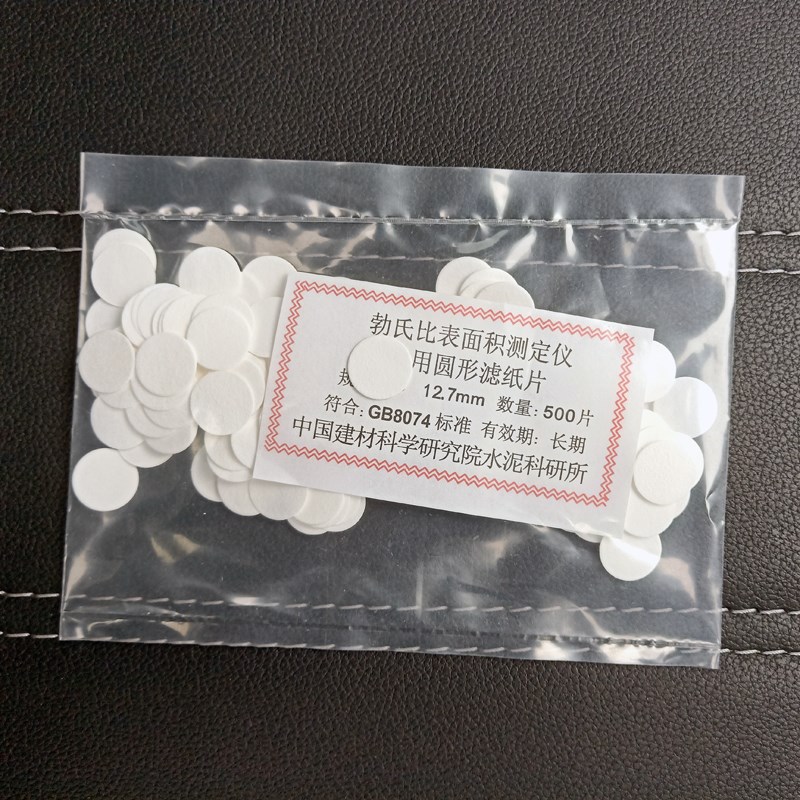 勃氏比表面积测定仪
用圆形滤纸片
规 12.7mm 数量: 500片
符合: GB8074 标准 有效期: 长期
中国建材科学研究院水泥科研所